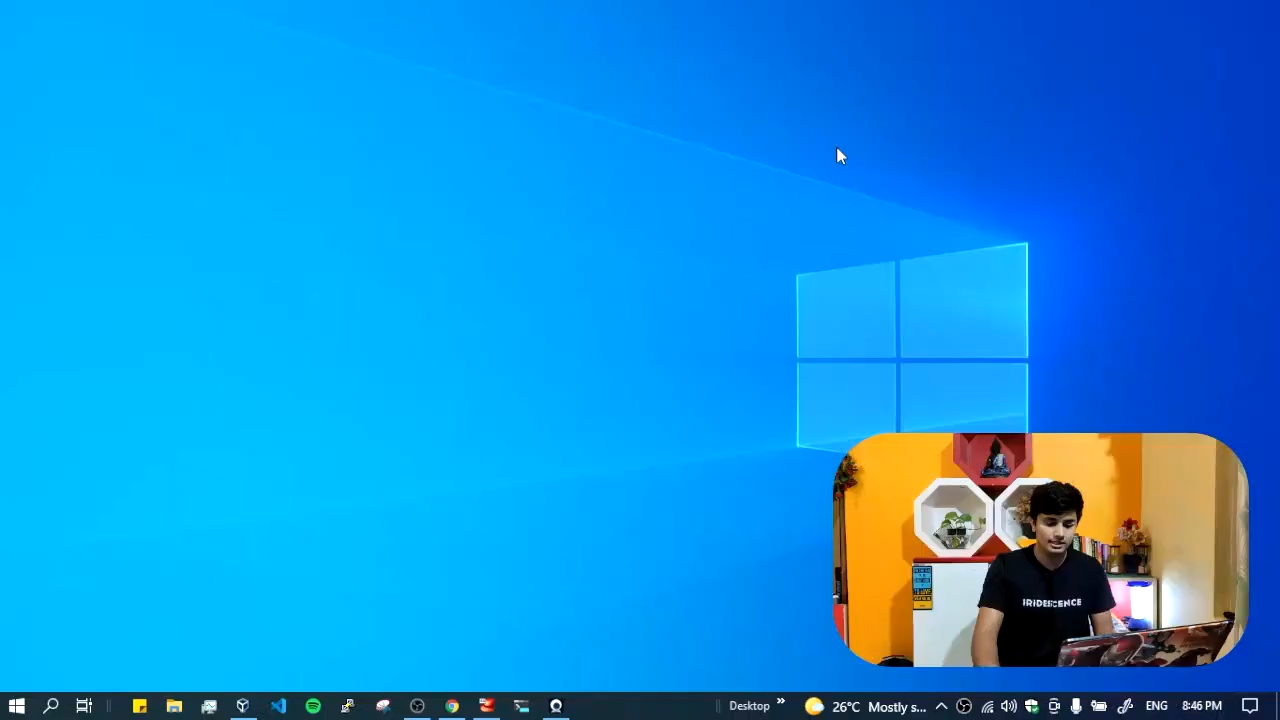 IRIDESCENCE
Desktop
26°C Mostly s...
ENG
8:46 PM